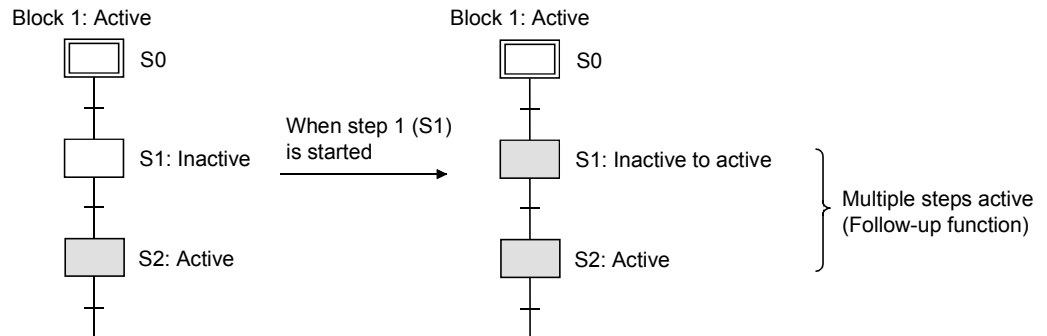 Block 1: Active
S0
S1: Inactive
S2: Active
When step 1 (S1)
is started
Block 1: Active
S0
S1: Inactive to active
S2: Active
Multiple steps active
(Follow-up function)